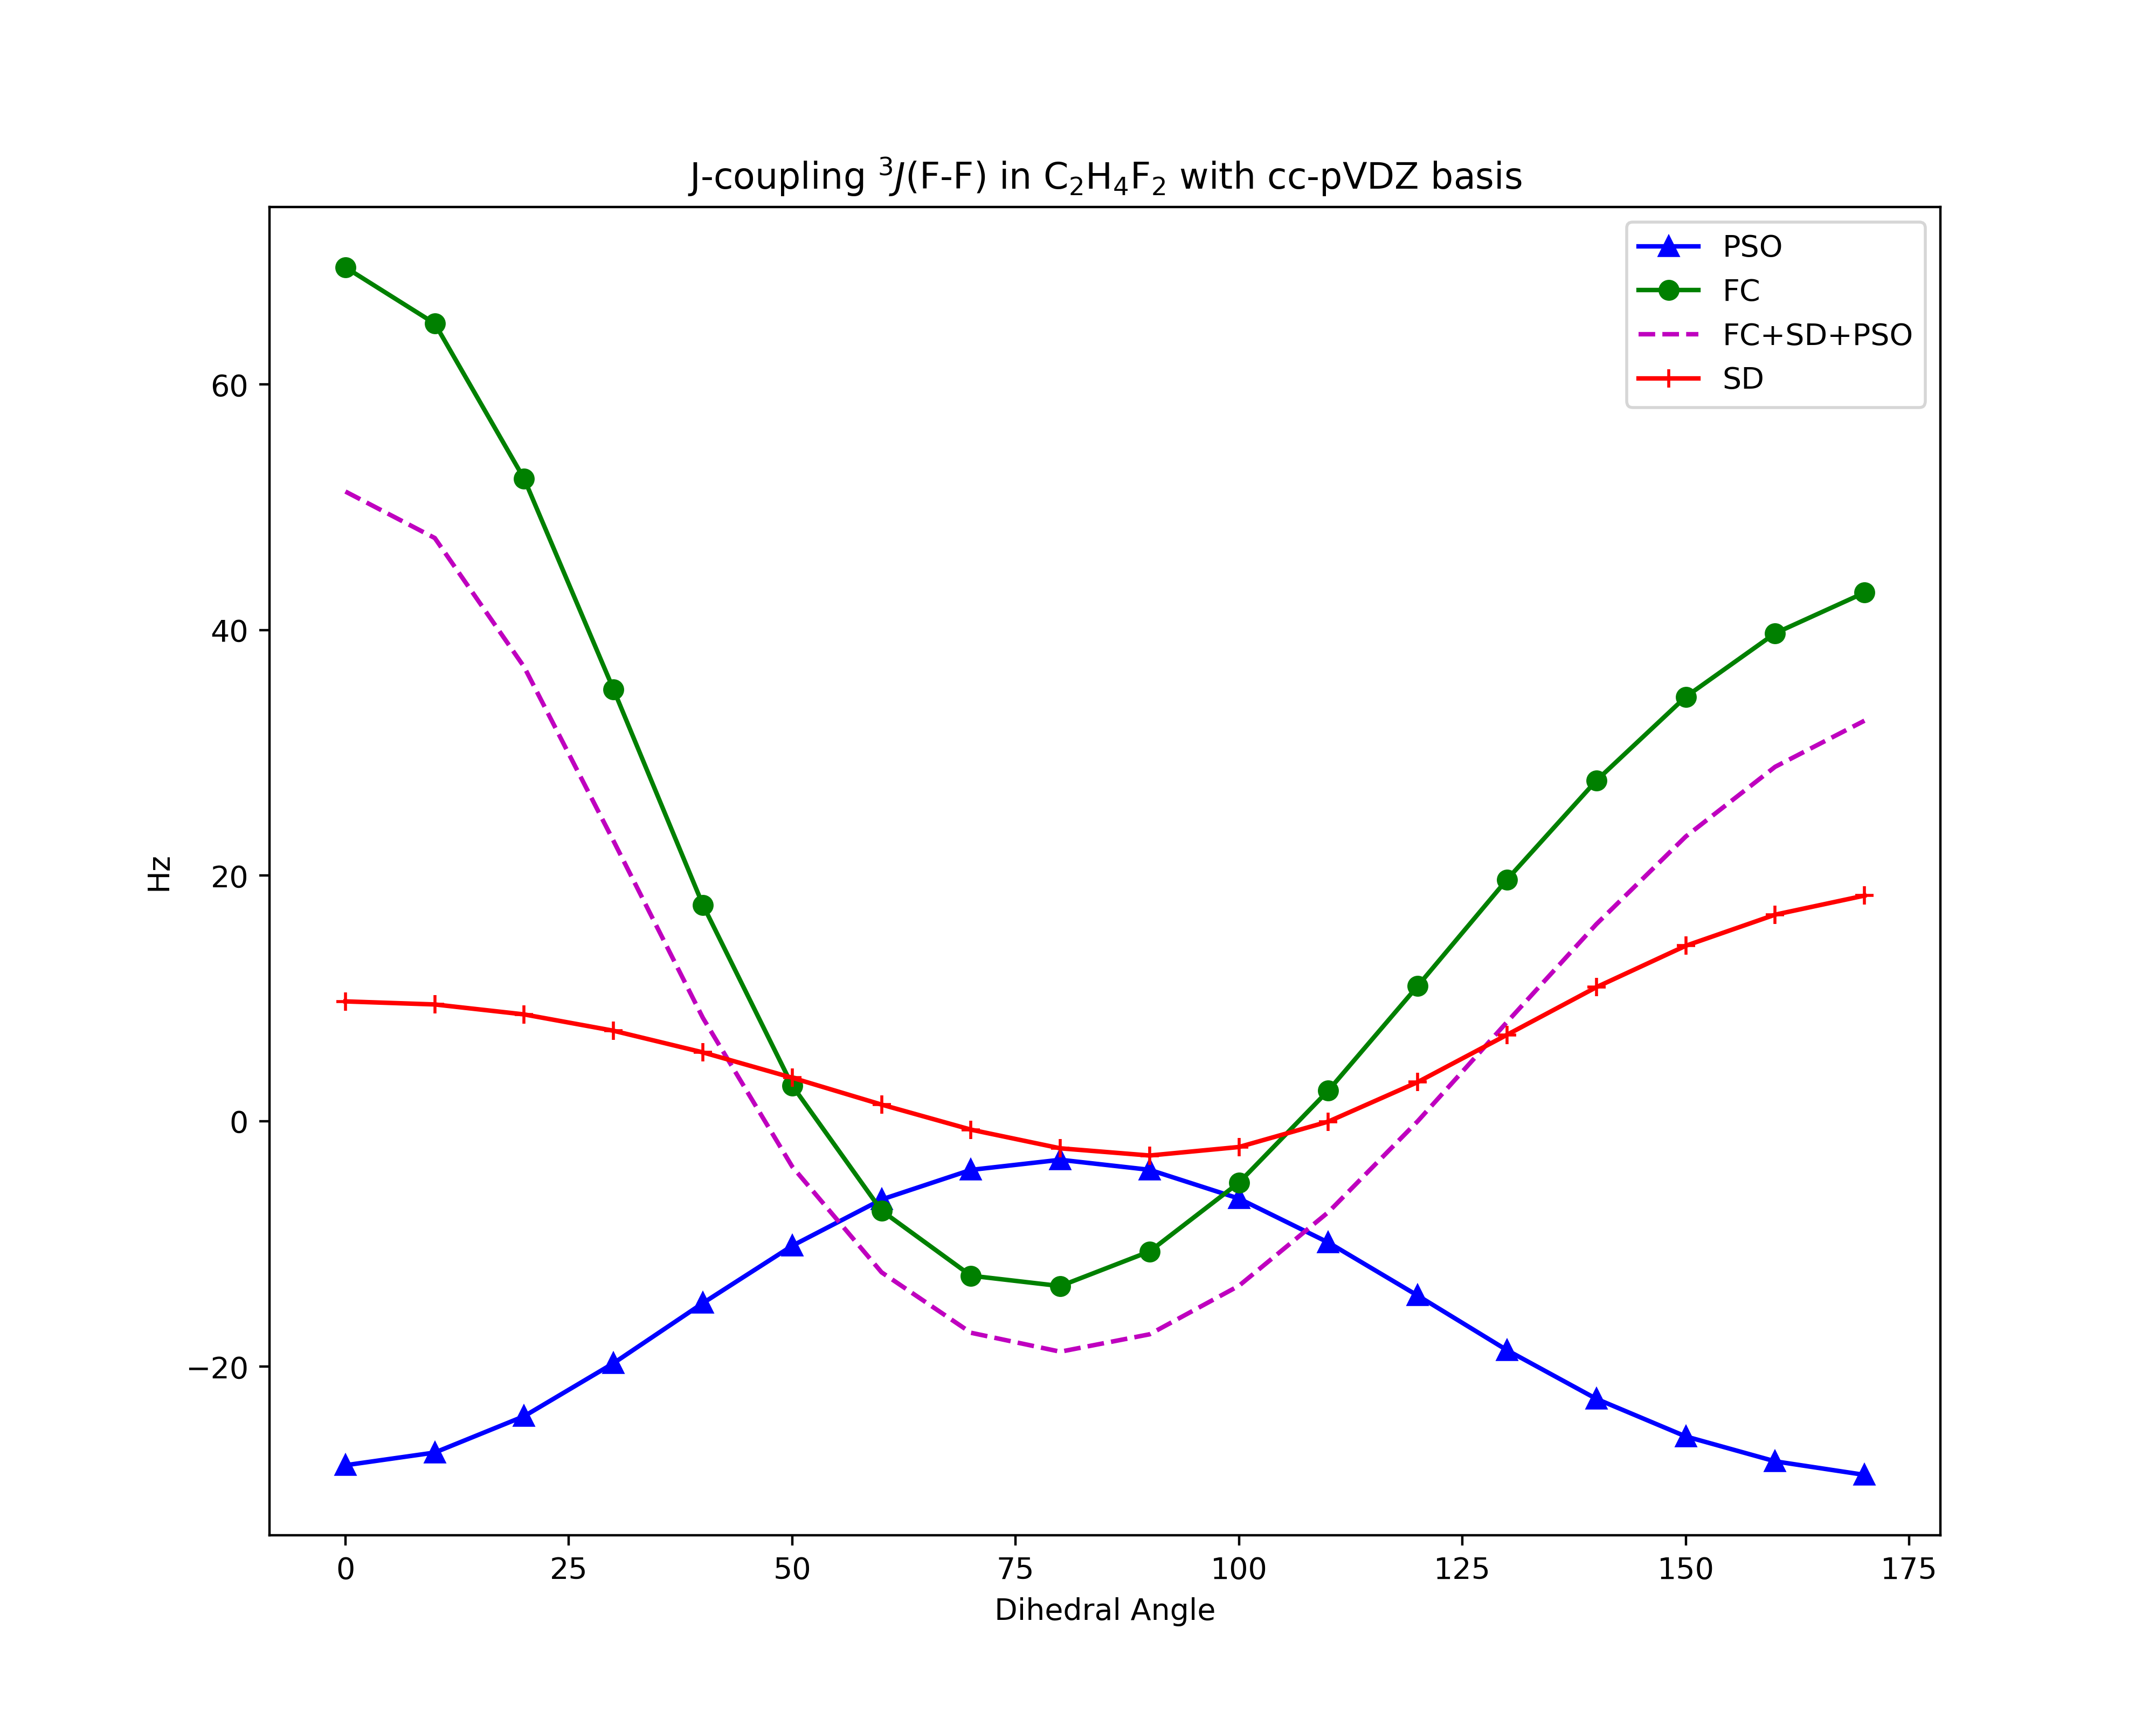 J-coupling ³J(F-F) in C₂H₄F₂ with cc-pVDZ basis
PSO
FC
FC+SD+PSO
SD
60
40
20
0
−20
Hz
0 25 50 75 100 125 150 175
Dihedral Angle